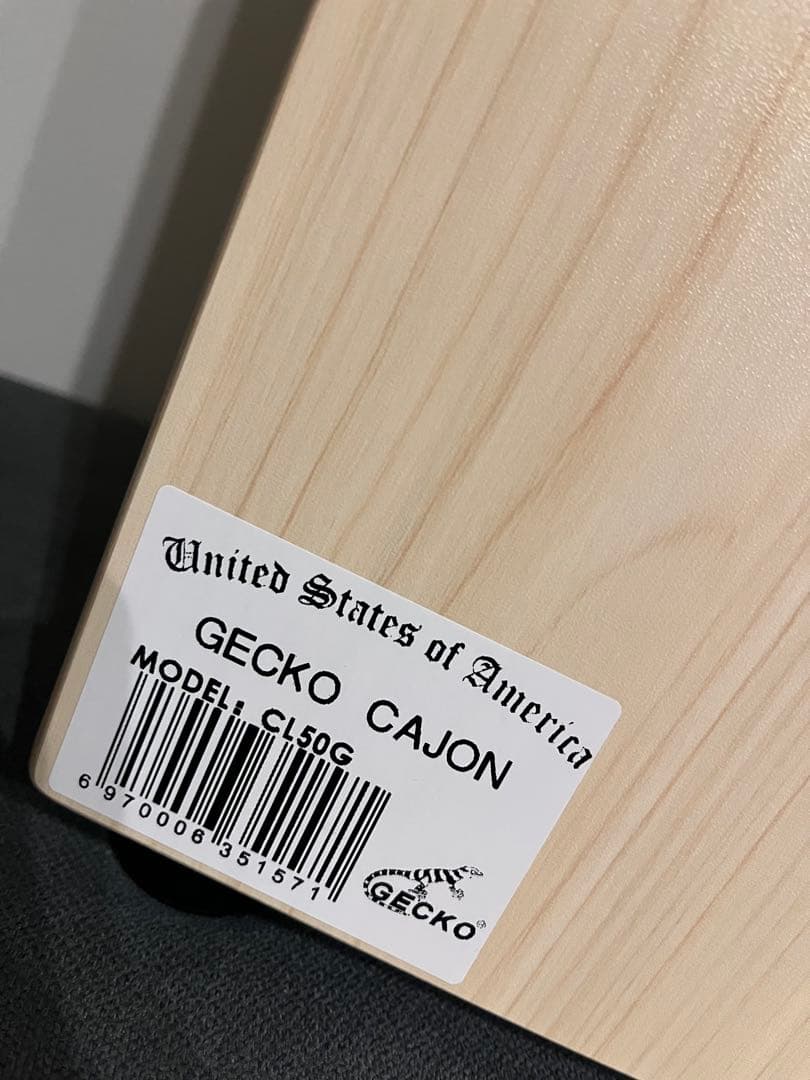 United States of America
GECKO CAJON
MODEL: CL50G
6 970006 351571
GECKO®